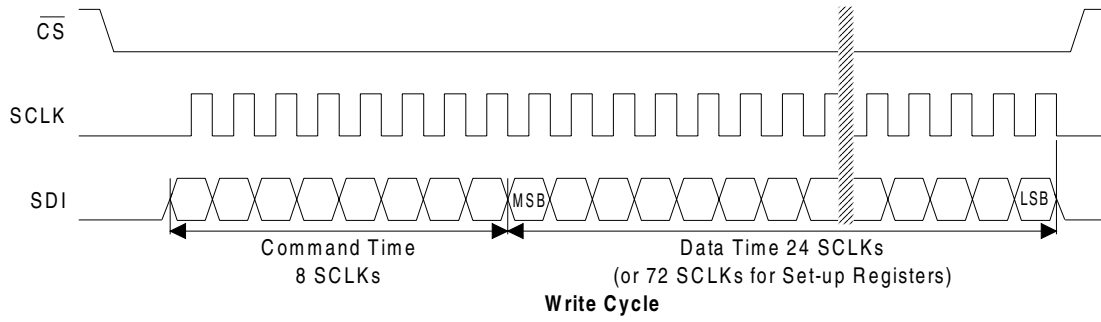 CS
SCLK
SDI MSB LSB
Command Time Data Time 24 SCLKs
8 SCLKs (or 72 SCLKs for Set-up Registers)
Write Cycle